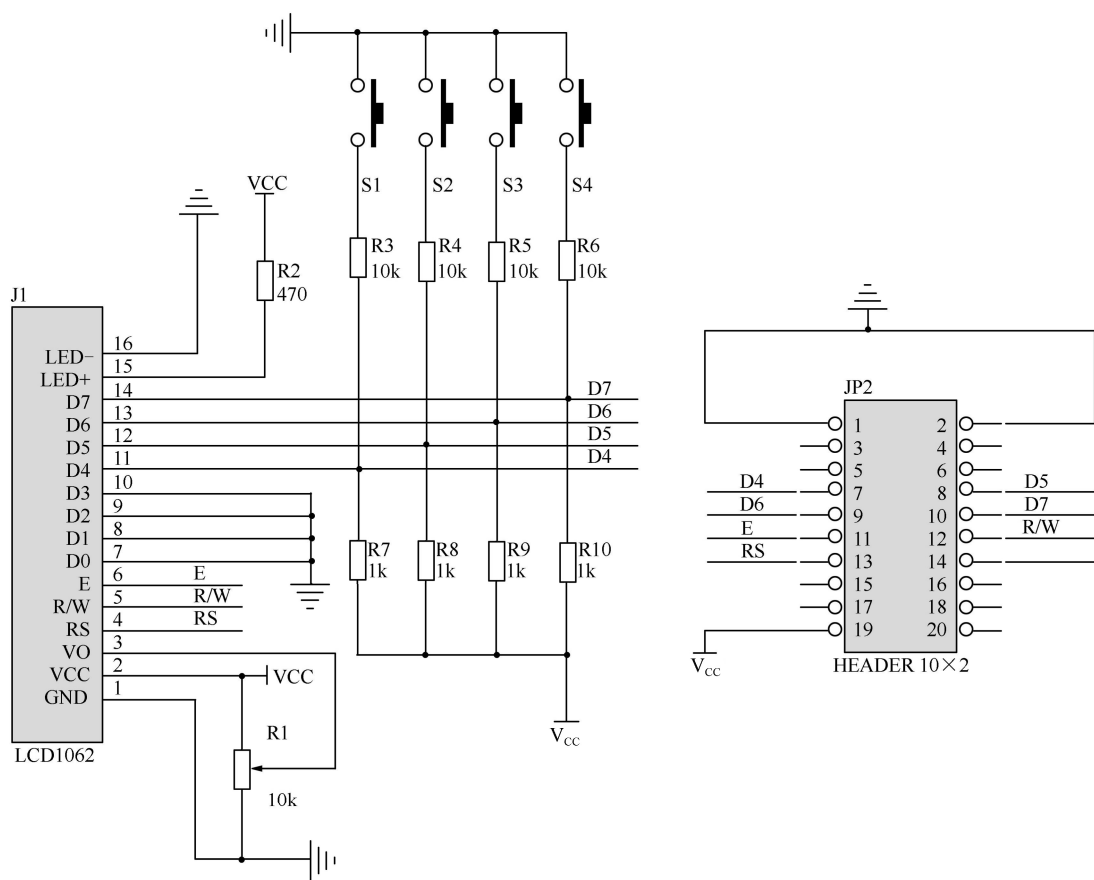 S1 S2 S3 S4
VCC
R3 10k
R4 10k
R5 10k
R6 10k
R2 470
J1
LED− 16
LED+ 15
D7 14 D7
D6 13 D6
D5 12 D5
D4 11 D4
D3 10
D2 9
D1 8
D0 7
E 6 E
R/W 5 R/W
RS 4 RS
VO 3
VCC 2 VCC
GND 1
LCD1062
R7 1k
R8 1k
R9 1k
R10 1k
R1
10k
VCC
JP2
1 2
3 4
5 6
D4 7 8 D5
D6 9 10 D7
E 11 12 R/W
RS 13 14
15 16
17 18
19 20
VCC
HEADER 10×2